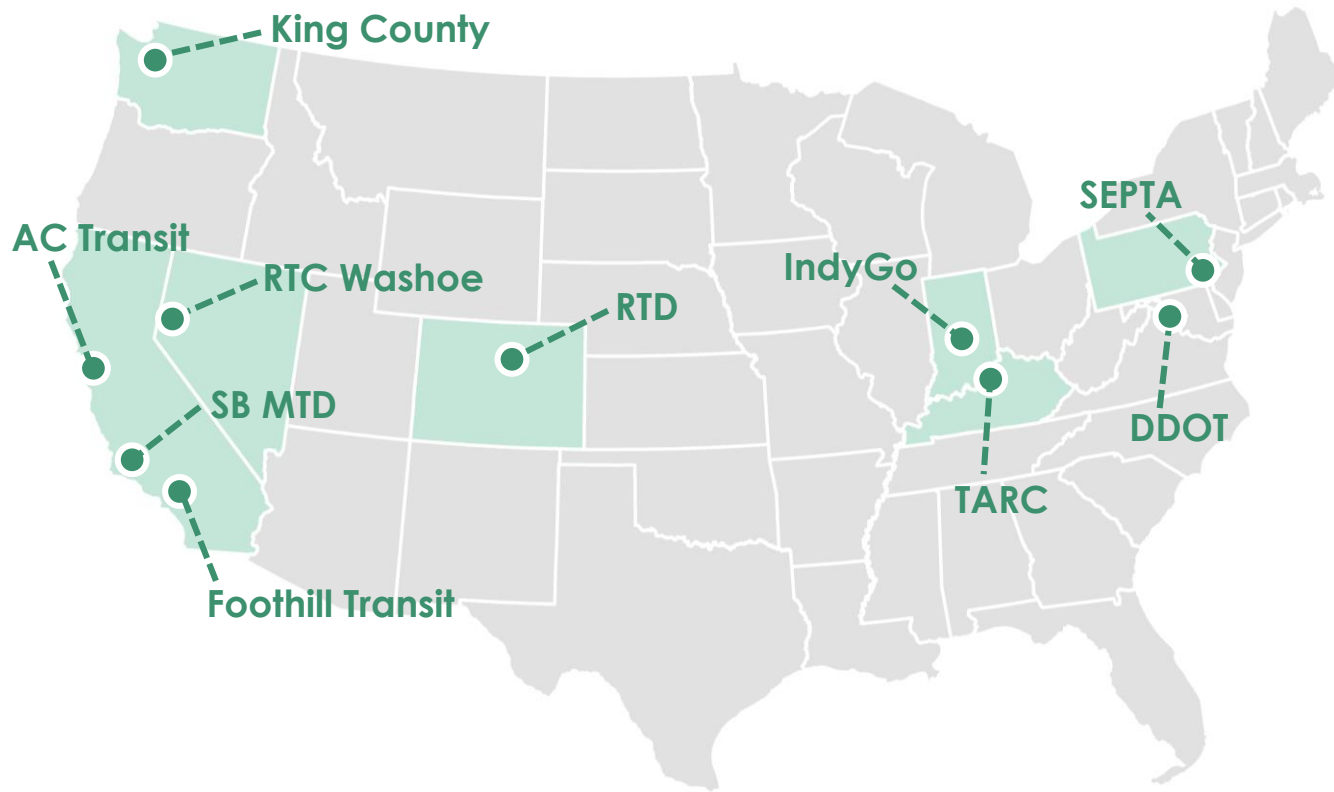 King County
SEPTA
AC Transit
RTC Washoe
IndyGo
RTD
SB MTD
DDOT
TARC
Foothill Transit